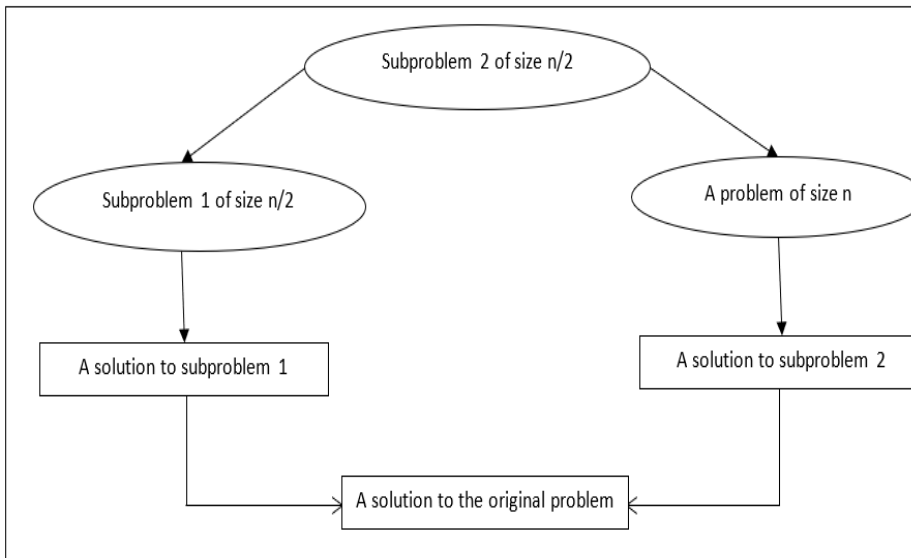 Subproblem 2 of size n/2
Subproblem 1 of size n/2
A problem of size n
A solution to subproblem 1
A solution to subproblem 2
A solution to the original problem